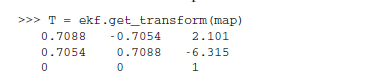 >>> T = ekf.get_transform(map)
0.7088 -0.7054 2.101
0.7054 0.7088 -6.315
0 0 1